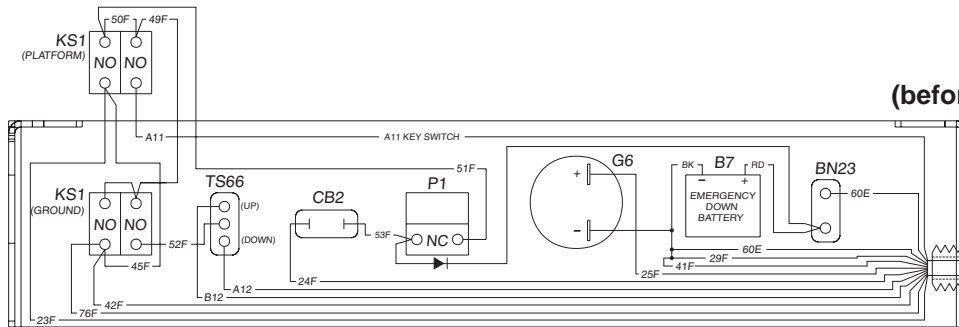 50F
49F
KS1
(PLATFORM)
NO
NO
(befor
A11
A11 KEY SWITCH
51F
KS1
(GROUND)
NO
NO
TS66
(UP)
(DOWN)
CB2
P1
NC
G6
+
–
BK
B7
RD
–
+
EMERGENCY
DOWN
BATTERY
BN23
60E
52F
53F
45F
60E
29F
41F
25F
24F
A12
B12
42F
76F
23F